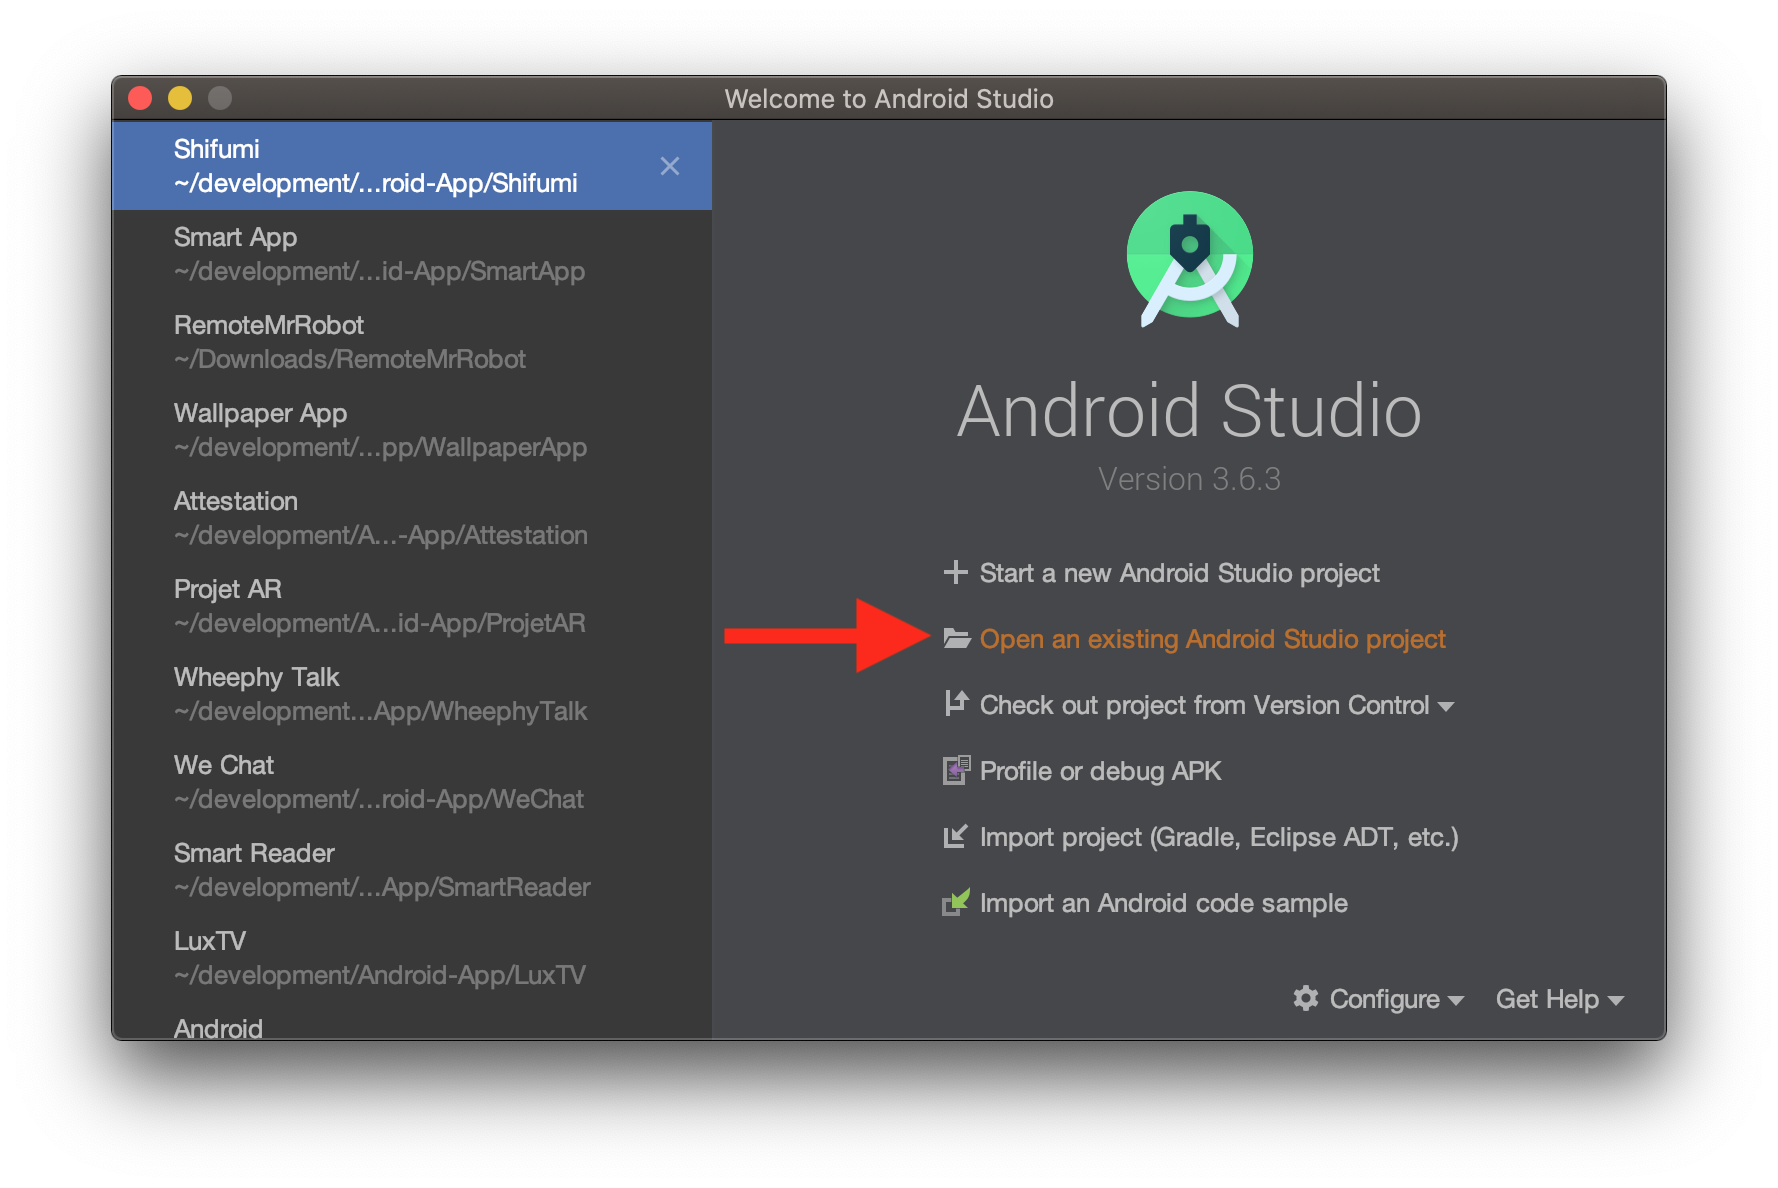 Welcome to Android Studio
Shifumi
~/development/...roid-App/Shifumi
Smart App
~/development/...id-App/SmartApp
RemoteMrRobot
~/Downloads/RemoteMrRobot
Wallpaper App
~/development/...pp/WallpaperApp
Attestation
~/development/A...-App/Attestation
Projet AR
~/development/A...id-App/ProjetAR
Wheephy Talk
~/development...App/WheephyTalk
We Chat
~/development/...roid-App/WeChat
Smart Reader
~/development/...App/SmartReader
LuxTV
~/development/Android-App/LuxTV
Android
Android Studio
Version 3.6.3
Start a new Android Studio project
Open an existing Android Studio project
Check out project from Version Control
Profile or debug APK
Import project (Gradle, Eclipse ADT, etc.)
Import an Android code sample
Configure
Get Help